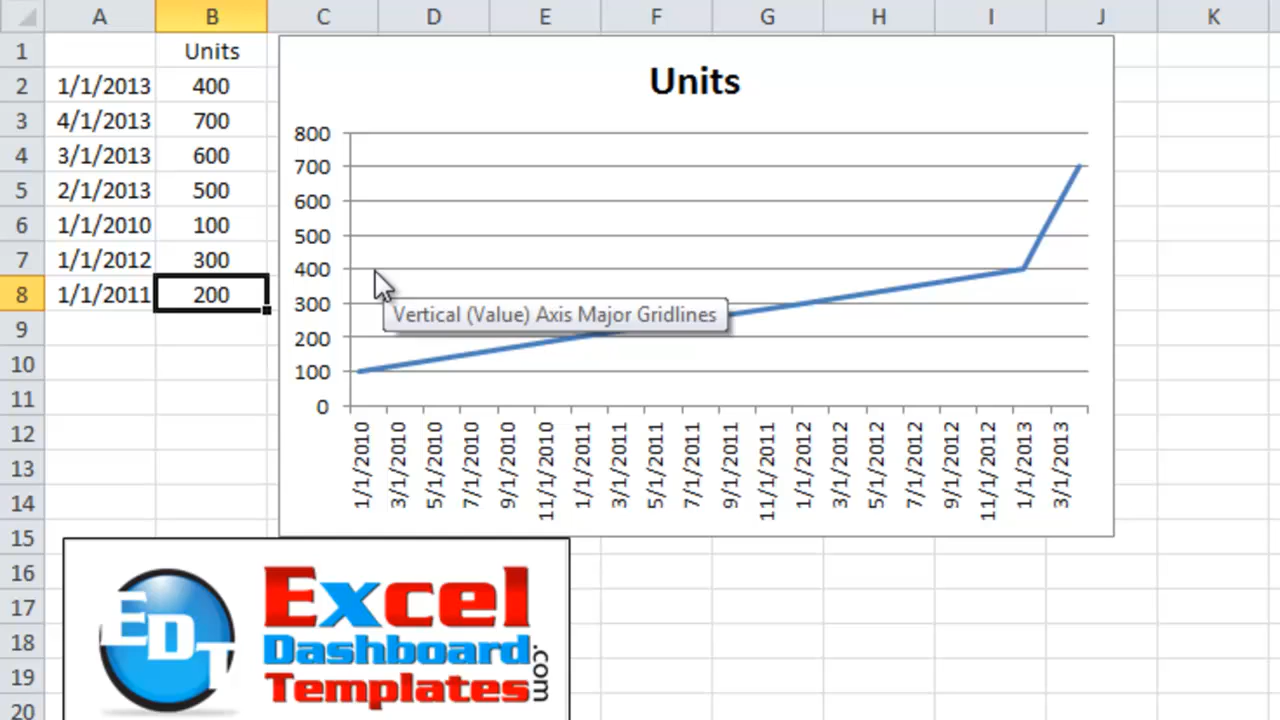 A B C D E F G H I J K
1 Units
2 1/1/2013 400
3 4/1/2013 700
4 3/1/2013 600
5 2/1/2013 500
6 1/1/2010 100
7 1/1/2012 300
8 1/1/2011 200
9
10
11
12
13
14
15
16
17
18
19
20
Units
800
700
600
500
400
300
200
100
0
Vertical (Value) Axis Major Gridlines
1/1/2010
3/1/2010
5/1/2010
7/1/2010
9/1/2010
11/1/2010
1/1/2011
3/1/2011
5/1/2011
7/1/2011
9/1/2011
11/1/2011
1/1/2012
3/1/2012
5/1/2012
7/1/2012
9/1/2012
11/1/2012
1/1/2013
3/1/2013
EDT
Excel
Dashboard
Templates
.com